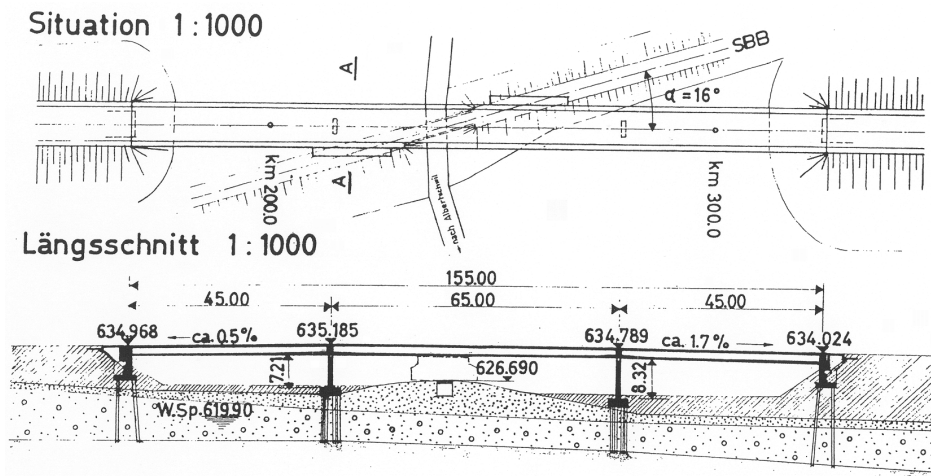 Situation 1:1000
SBB
A
α = 16°
A
km 200.0
nach Albertschwil
km 300.0
Längsschnitt 1:1000
155.00
45.00 65.00 45.00
634.968 ← ca. 0.5% 635.185 634.789 ca. 1.7% → 634.024
7.21 626.690 8.32
W.Sp. 619.90